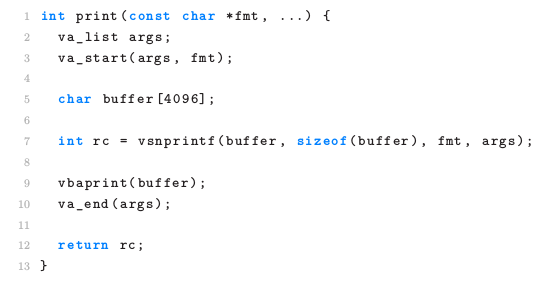 1 int print(const char *fmt, ...) {
2   va_list args;
3   va_start(args, fmt);
4
5   char buffer[4096];
6
7   int rc = vsnprintf(buffer, sizeof(buffer), fmt, args);
8
9   vbaprint(buffer);
10   va_end(args);
11
12   return rc;
13 }